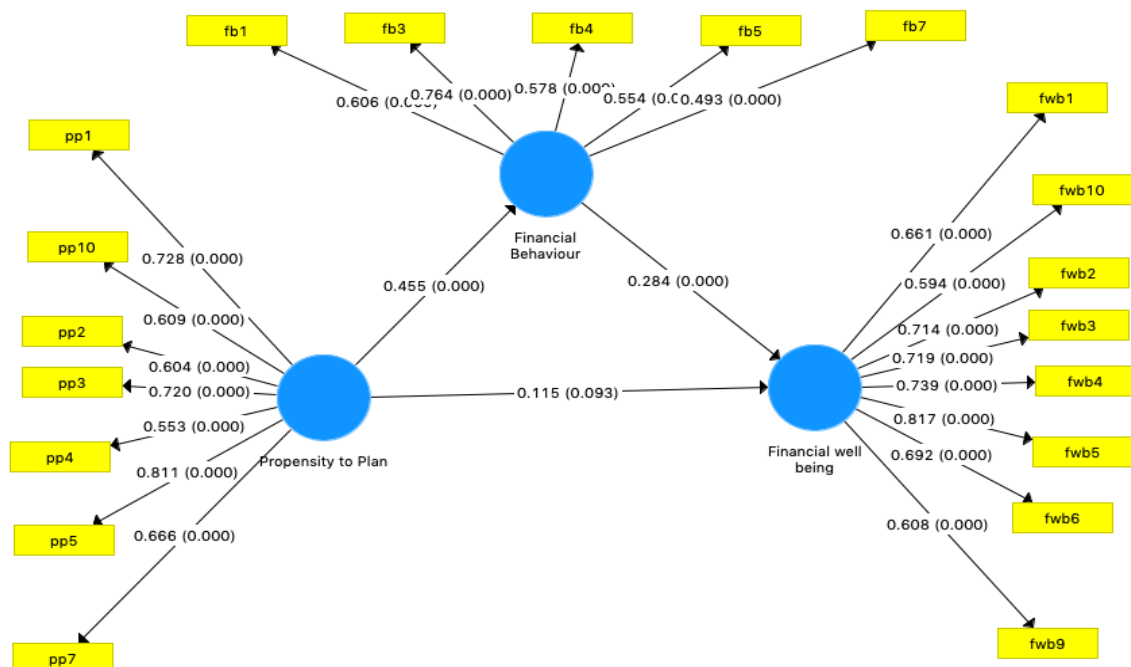 fb1
fb3
fb4
fb5
fb7
0.606
0.764 (0.000)
0.578 (0.000)
0.554
0.493 (0.000)
fwb1
pp1
fwb10
Financial
Behaviour
0.661 (0.000)
pp10
0.728 (0.000)
0.455 (0.000)
0.284 (0.000)
0.594 (0.000)
fwb2
0.609 (0.000)
pp2
0.714 (0.000)
fwb3
0.604 (0.000)
0.719 (0.000)
pp3
0.720 (0.000)
0.115 (0.093)
0.739 (0.000)
fwb4
0.553 (0.000)
0.817 (0.000)
pp4
Propensity to Plan
Financial well
being
0.692 (0.000)
fwb5
0.811 (0.000)
pp5
fwb6
0.666 (0.000)
0.608 (0.000)
pp7
fwb9